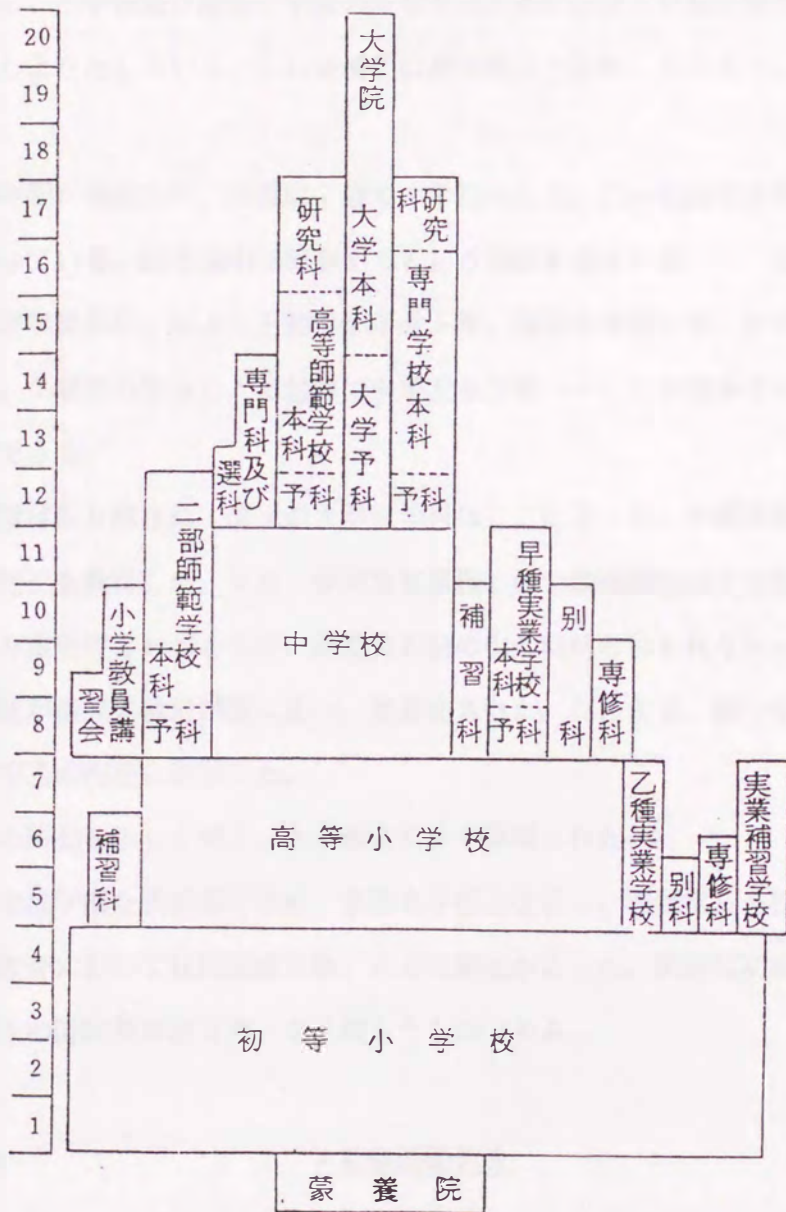 20
19
18
17
16
15
14
13
12
11
10
9
8
7
6
5
4
3
2
1
大学院
研究科
大学本科
研究科
高等師範学校
本科
予科
大学予科
専門学校本科
予科
専門科及び
選科
二部師範学校
本科
予科
小学教員講
習会
中学校
補習科
早種実業学校
本科
予科
別科
専修科
補習科
高等小学校
乙種実業学校
別科
専修科
実業補習学校
初等小学校
蒙養院